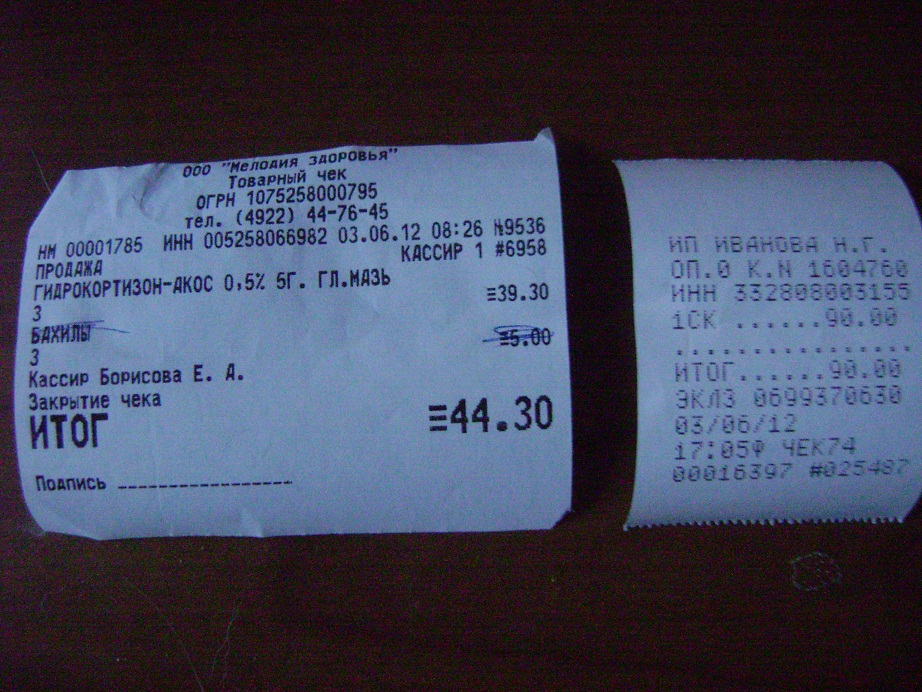 ООО "Мелодия здоровья"
Товарный чек
ОГРН 1075258000795
тел. (4922) 44-76-45
НМ 00001785 ИНН 005258066982 03.06.12 08:26 №9536
ПРОДАЖА КАССИР 1 #6958
ГИДРОКОРТИЗОН-АКОС 0,5% 5Г. ГЛ.МАЗЬ
3 ≡39.30
БАХИЛЫ
3 ≡5.00
Кассир Борисова Е. А.
Закрытие чека
ИТОГ ≡44.30
Подпись _________________
ИП ИВАНОВА Н.Г.
ОП.0 К.N 1604760
ИНН 332808003155
1СК ......90.00
...............
ИТОГ......90.00
ЭКЛЗ 0699370630
03/06/12
17:05Ф ЧЕК74
00016397 #025487